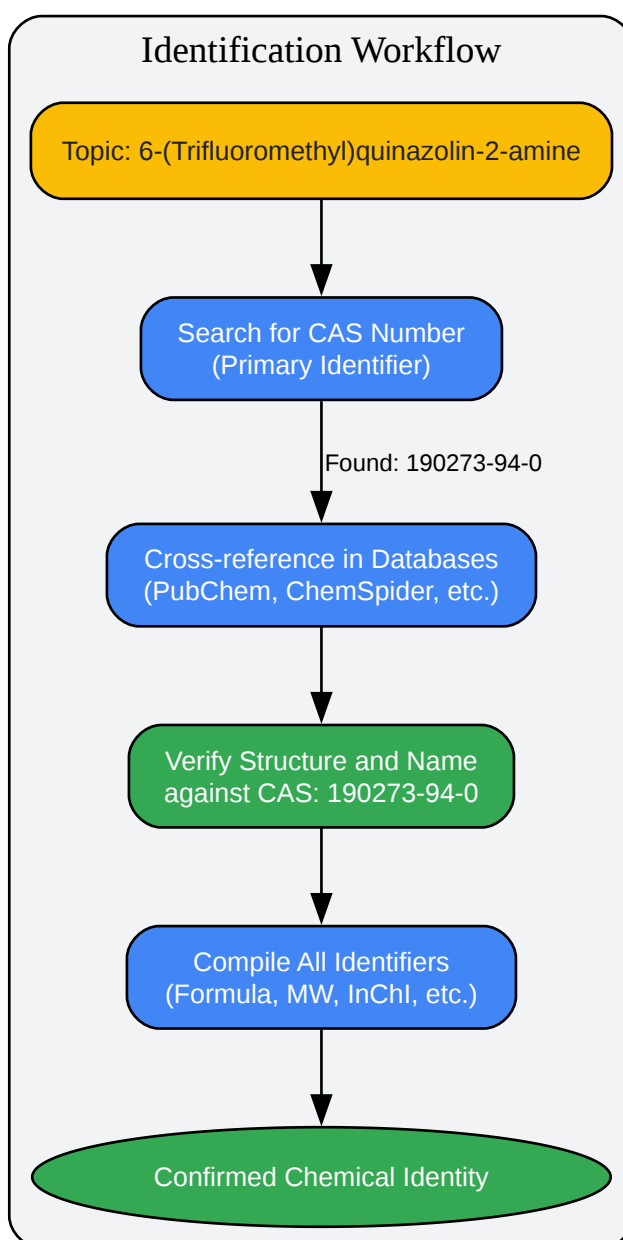 Identification Workflow
Topic: 6-(Trifluoromethyl)quinazolin-2-amine
Search for CAS Number
(Primary Identifier)
Found: 190273-94-0
Cross-reference in Databases
(PubChem, ChemSpider, etc.)
Verify Structure and Name
against CAS: 190273-94-0
Compile All Identifiers
(Formula, MW, InChI, etc.)
Confirmed Chemical Identity